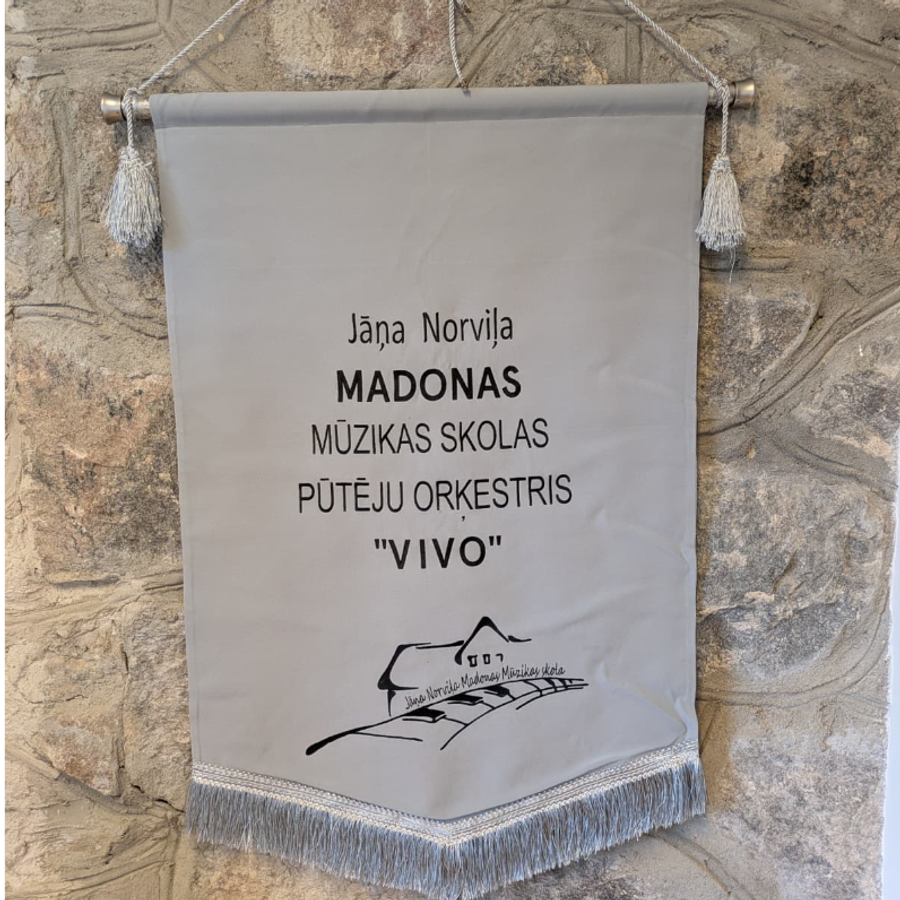 Jāņa Norviļa
MADONAS
MŪZIKAS SKOLAS
PŪTĒJU ORĶESTRIS
"VIVO"
Jāņa Norviļa Madonas Mūzikas skola